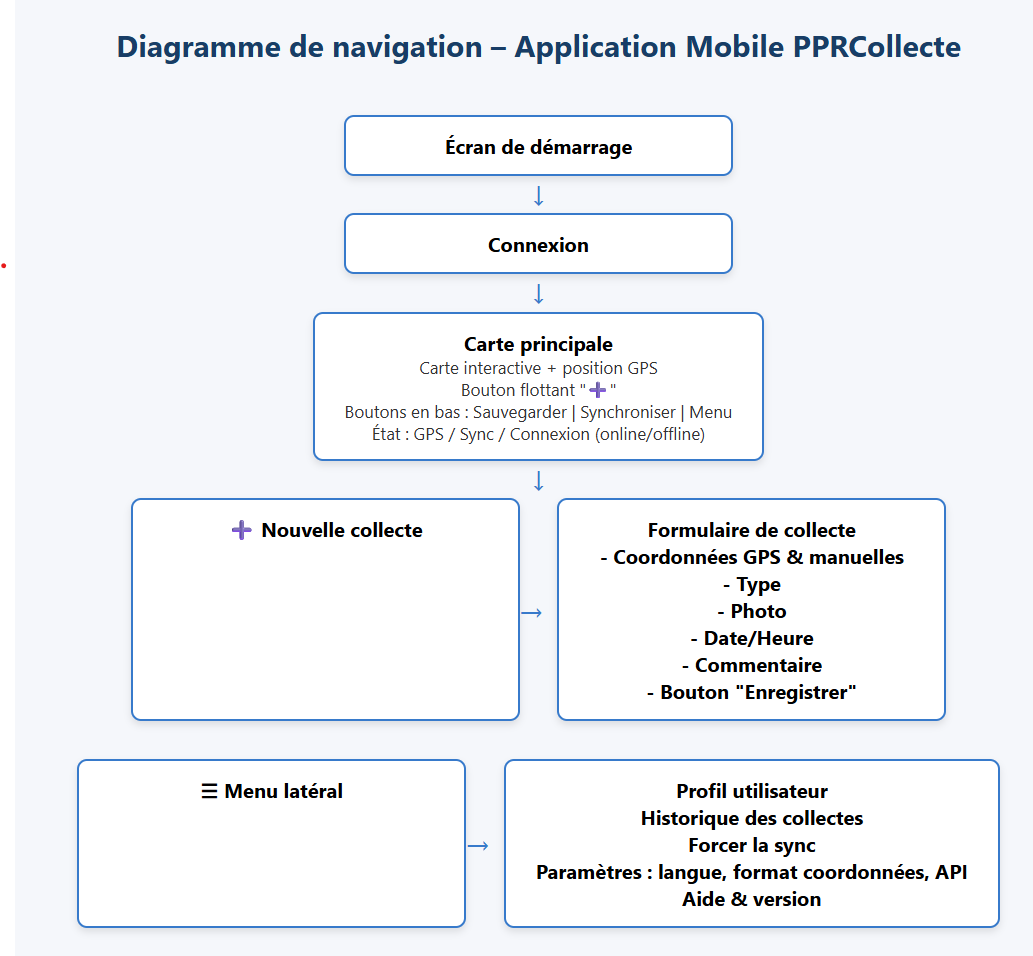 Diagramme de navigation – Application Mobile PPRCollecte
Écran de démarrage
↓
Connexion
↓
Carte principale
Carte interactive + position GPS
Bouton flottant "➕"
Boutons en bas : Sauvegarder | Synchroniser | Menu
État : GPS / Sync / Connexion (online/offline)
↓
➕ Nouvelle collecte
→
Formulaire de collecte
- Coordonnées GPS & manuelles
- Type
- Photo
- Date/Heure
- Commentaire
- Bouton "Enregistrer"
☰ Menu latéral
→
Profil utilisateur
Historique des collectes
Forcer la sync
Paramètres : langue, format coordonnées, API
Aide & version